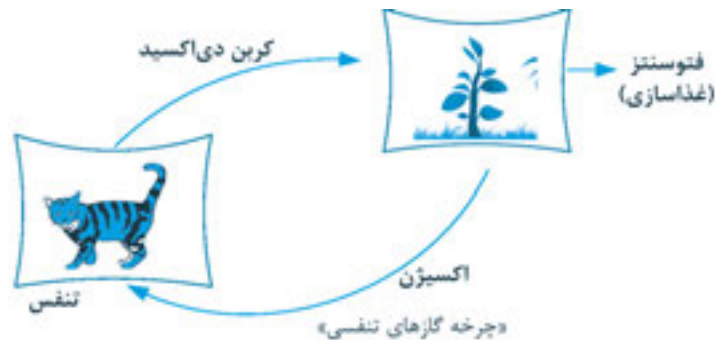 کربن دی‌اکسید
فتوسنتز
(غذاسازی)
اکسیژن
تنفس
«چرخه گازهای تنفسی»